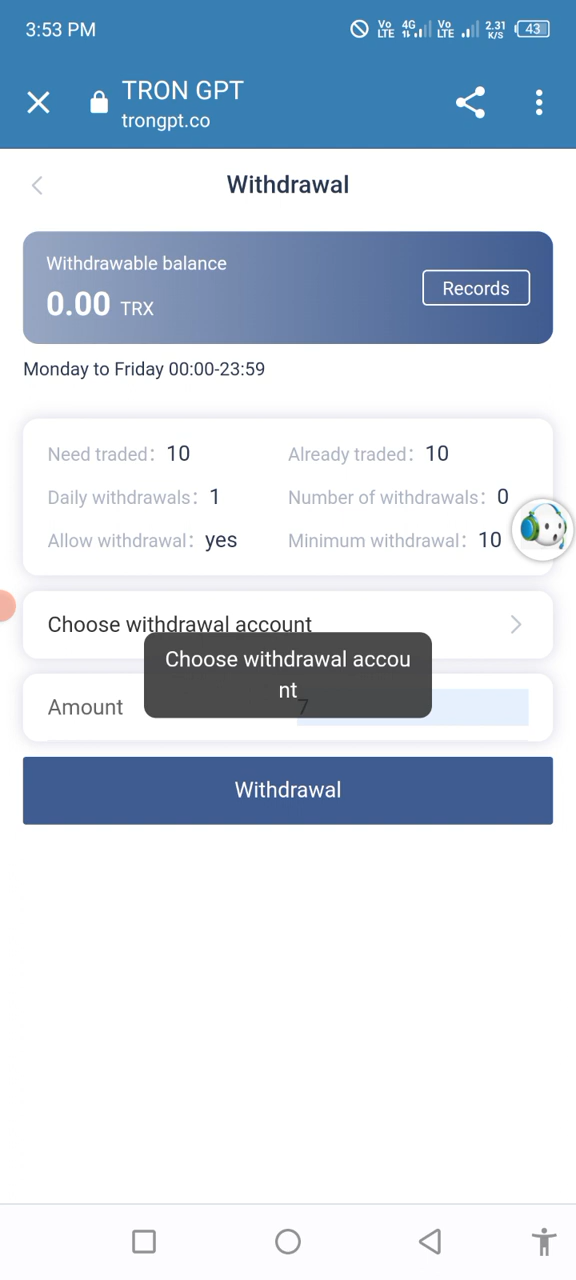 3:53 PM
Vo LTE 4G Vo LTE 2.31 K/S 43
TRON GPT
trongpt.co
Withdrawal
Withdrawable balance
0.00 TRX
Records
Monday to Friday 00:00-23:59
Need traded: 10
Already traded: 10
Daily withdrawals: 1
Number of withdrawals: 0
Allow withdrawal: yes
Minimum withdrawal: 10
Choose withdrawal account
Choose withdrawal accou
nt
Amount 7
Withdrawal